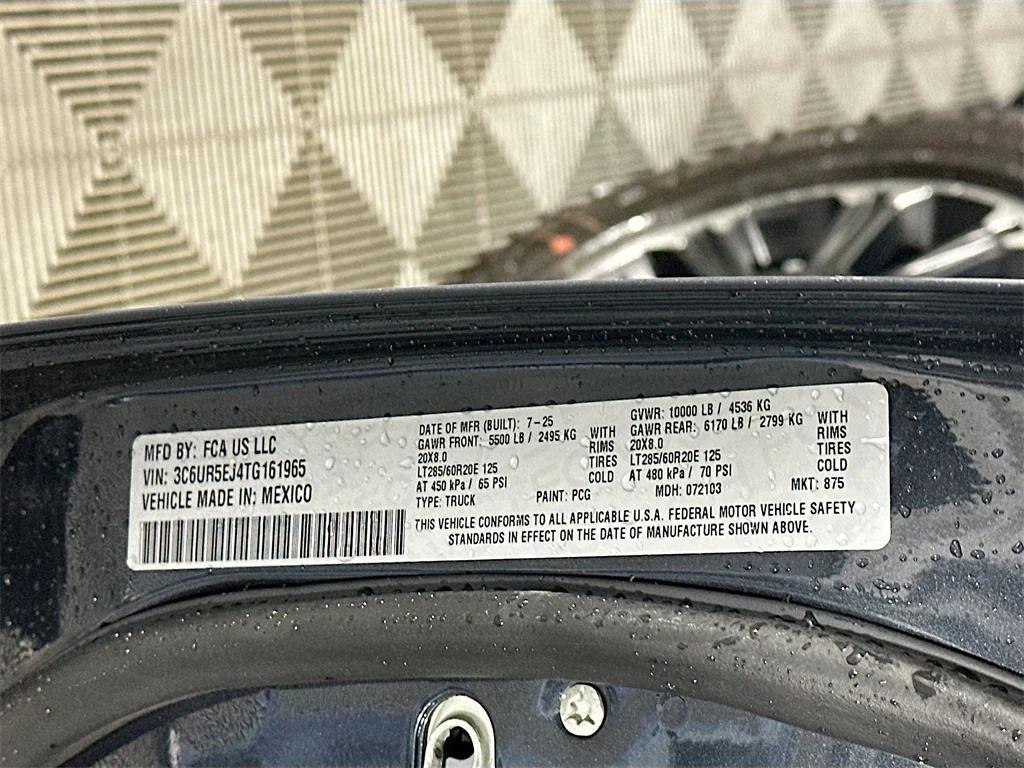 MFD BY: FCA US LLC
VIN: 3C6UR5EJ4TG161965
VEHICLE MADE IN: MEXICO
DATE OF MFR (BUILT): 7-25
GAWR FRONT: 5500 LB / 2495 KG
20X8.0
LT285/60R20E 125
AT 450 kPa / 65 PSI
WITH
RIMS
TIRES
COLD
TYPE: TRUCK
PAINT: PCG
GVWR: 10000 LB / 4536 KG
GAWR REAR: 6170 LB / 2799 KG
20X8.0
LT285/60R20E 125
AT 480 kPa / 70 PSI
WITH
RIMS
TIRES
COLD
MDH: 072103
MKT: 875
THIS VEHICLE CONFORMS TO ALL APPLICABLE U.S.A. FEDERAL MOTOR VEHICLE SAFETY
STANDARDS IN EFFECT ON THE DATE OF MANUFACTURE SHOWN ABOVE.